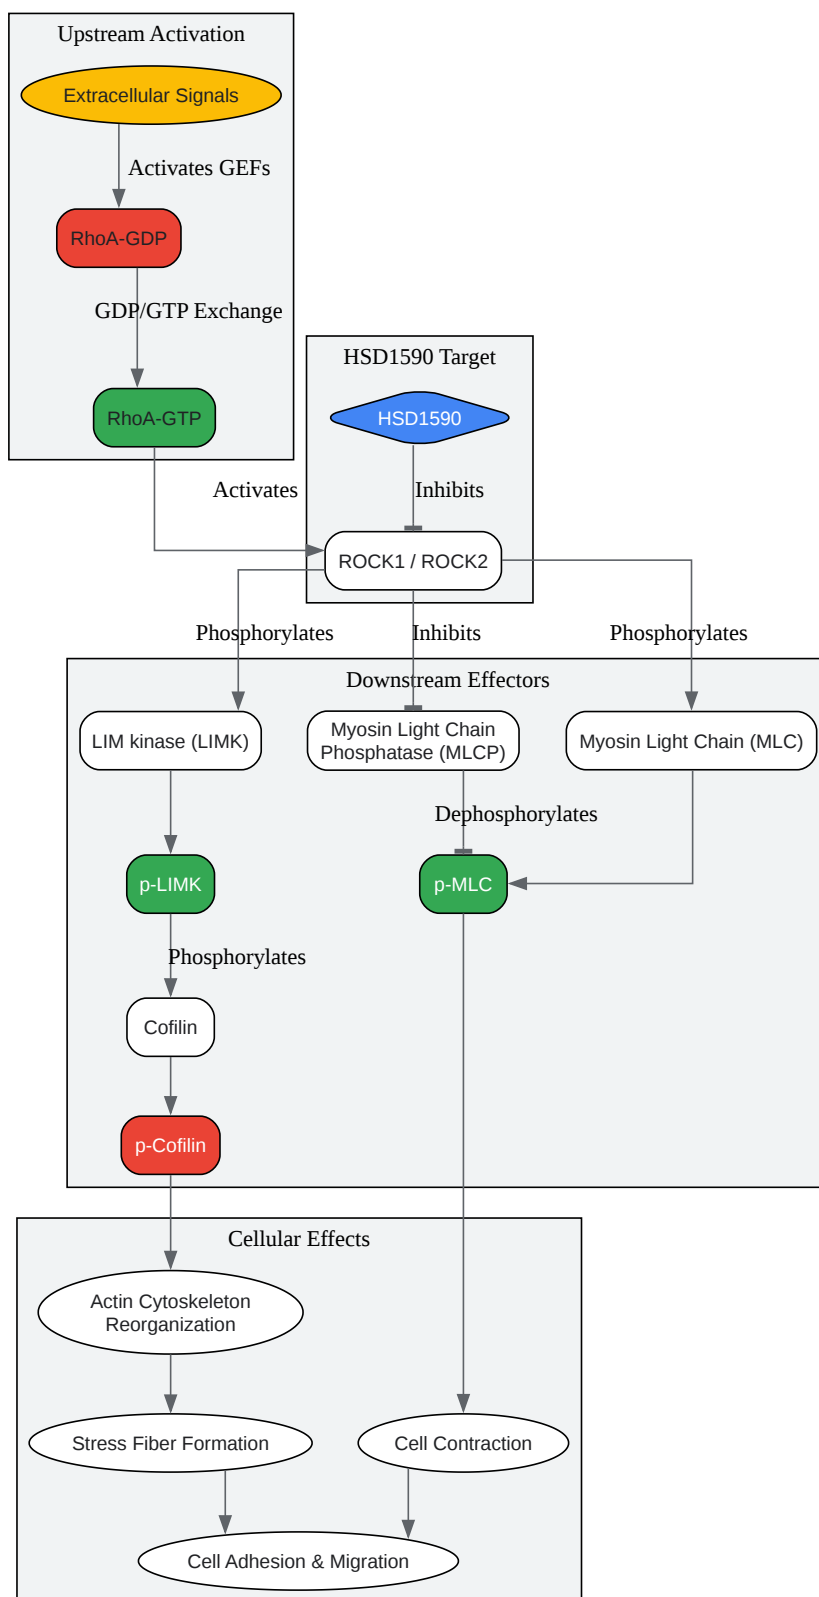 Upstream Activation
Extracellular Signals
Activates GEFs
RhoA-GDP
GDP/GTP Exchange
RhoA-GTP
HSD1590 Target
HSD1590
Activates
Inhibits
ROCK1 / ROCK2
Phosphorylates
Inhibits
Phosphorylates
Downstream Effectors
LIM kinase (LIMK)
Myosin Light Chain
Phosphatase (MLCP)
Myosin Light Chain (MLC)
Dephosphorylates
p-LIMK
p-MLC
Phosphorylates
Cofilin
p-Cofilin
Cellular Effects
Actin Cytoskeleton
Reorganization
Stress Fiber Formation
Cell Contraction
Cell Adhesion & Migration